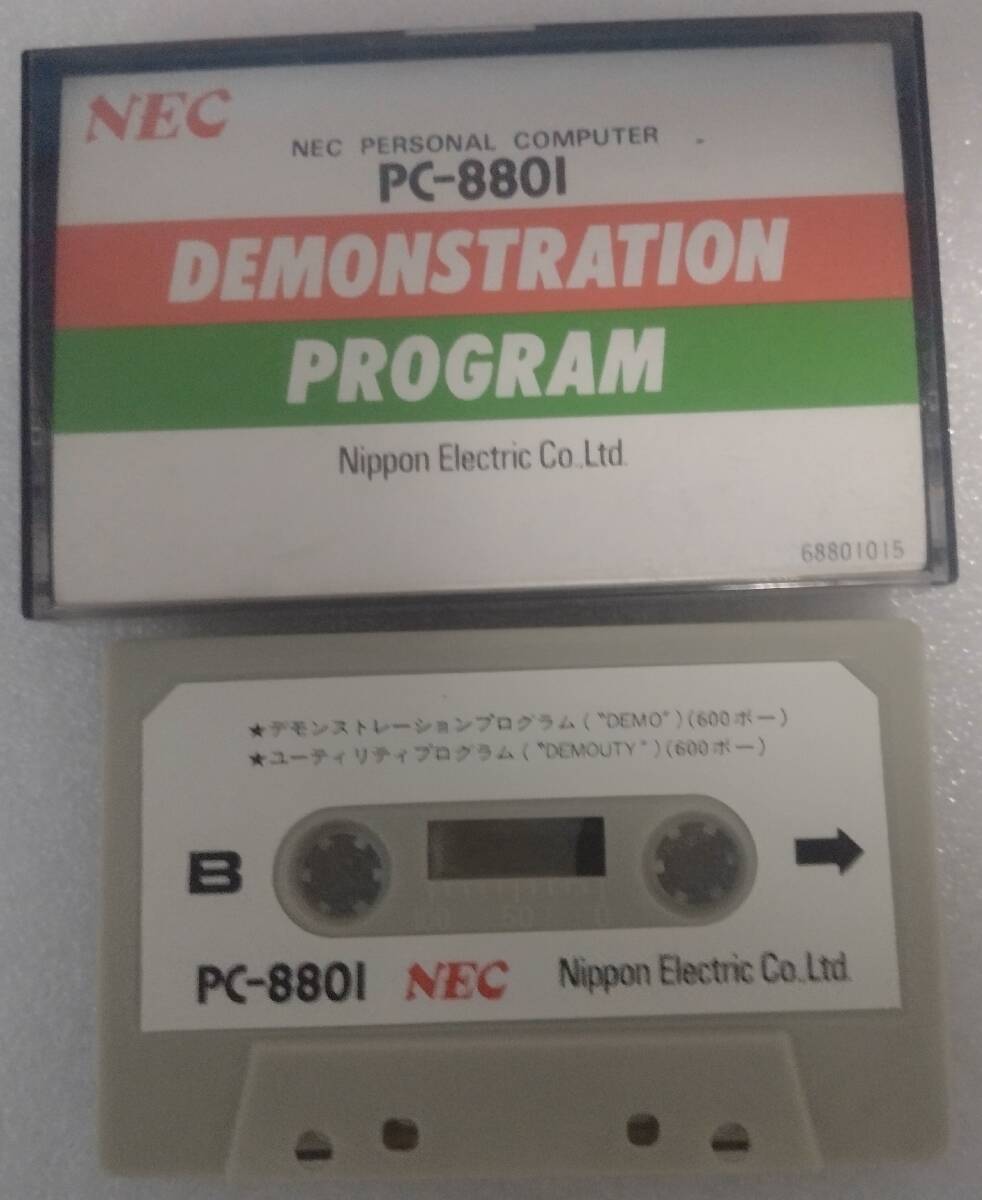 NEC
NEC PERSONAL COMPUTER
PC-8801
DEMONSTRATION
PROGRAM
Nippon Electric Co.,Ltd.
68801015
★デモンストレーションプログラム("DEMO")(600ボー)
★ユーティリティプログラム("DEMOUTY")(600ボー)
B
100 50 0
PC-8801 NEC Nippon Electric Co.,Ltd.